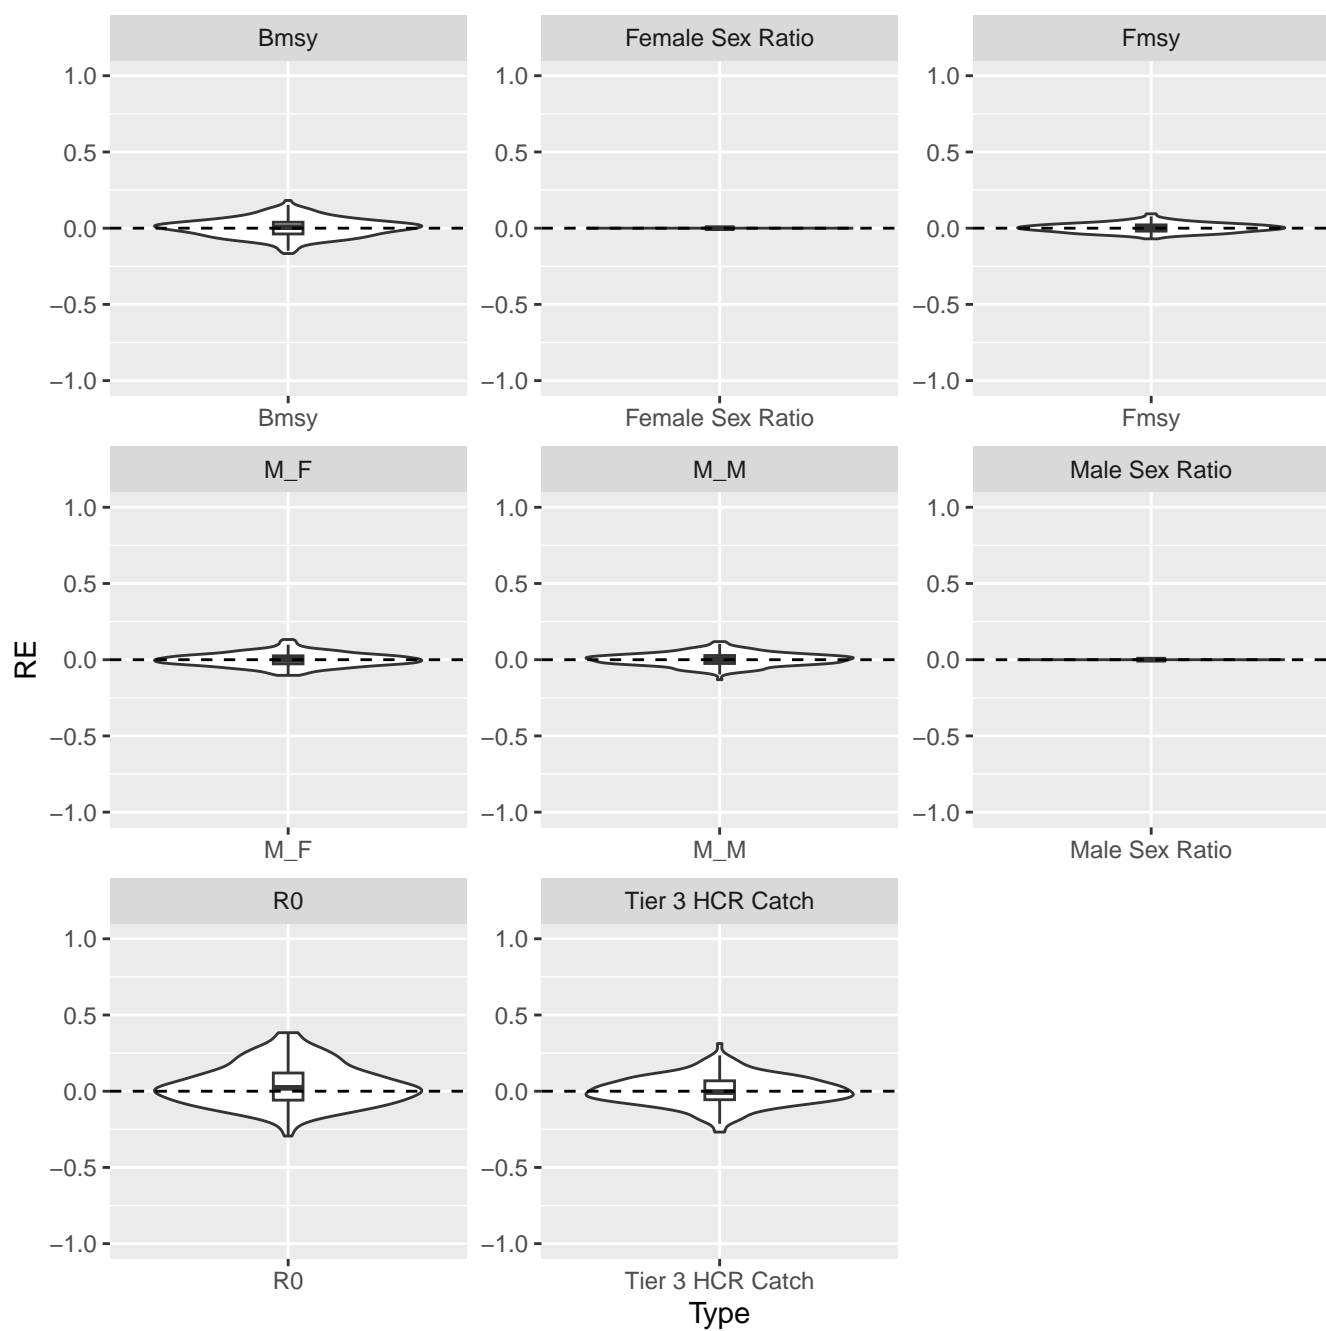 Bmsy Female Sex Ratio Fmsy
1.0 1.0 1.0
0.5 0.5 0.5
0.0 0.0 0.0
−0.5 −0.5 −0.5
−1.0 −1.0 −1.0
Bmsy Female Sex Ratio Fmsy
M_F M_M Male Sex Ratio
1.0 1.0 1.0
0.5 0.5 0.5
0.0 0.0 0.0
RE
−0.5 −0.5 −0.5
−1.0 −1.0 −1.0
M_F M_M Male Sex Ratio
R0 Tier 3 HCR Catch
1.0 1.0
0.5 0.5
0.0 0.0
−0.5 −0.5
−1.0 −1.0
R0 Tier 3 HCR Catch
Type